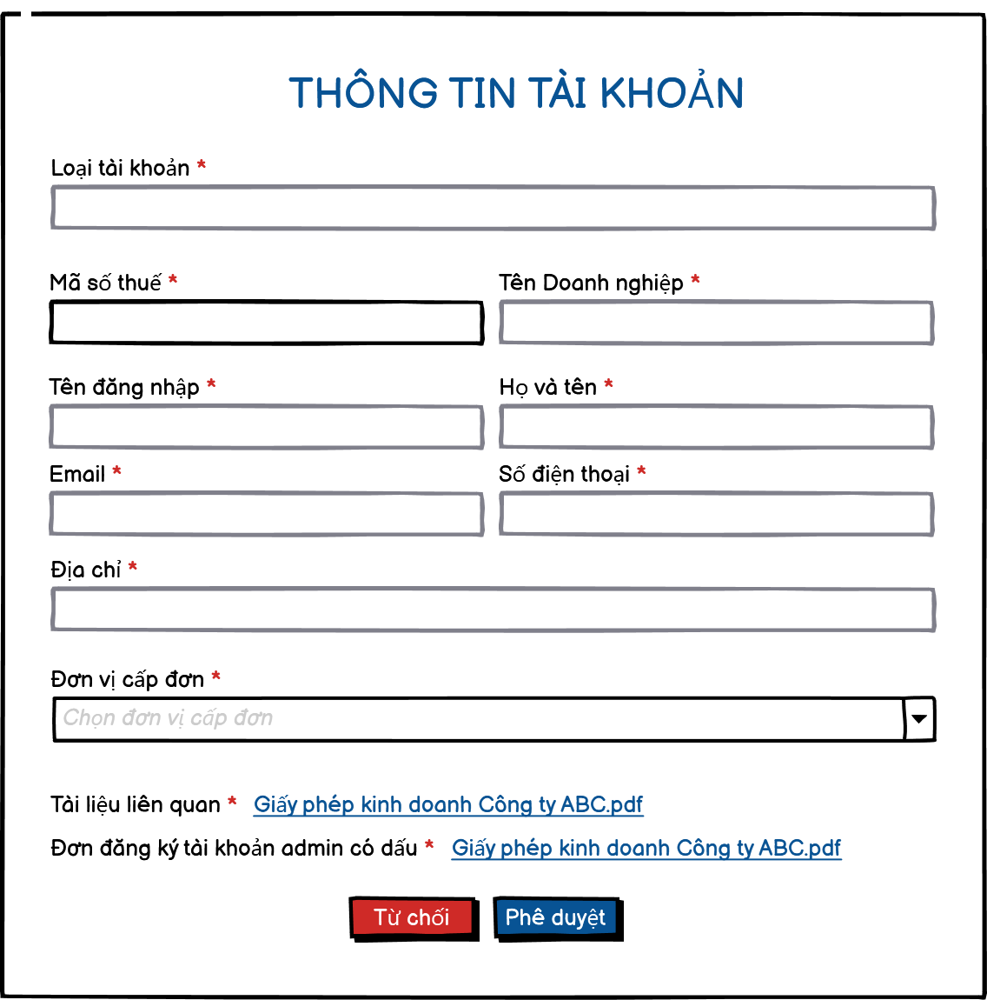 THÔNG TIN TÀI KHOẢN
Loại tài khoản *
Mã số thuế * Tên Doanh nghiệp *
Tên đăng nhập * Họ và tên *
Email * Số điện thoại *
Địa chỉ *
Đơn vị cấp đơn *
Chọn đơn vị cấp đơn
Tài liệu liên quan * Giấy phép kinh doanh Công ty ABC.pdf
Đơn đăng ký tài khoản admin có dấu * Giấy phép kinh doanh Công ty ABC.pdf
Từ chối Phê duyệt